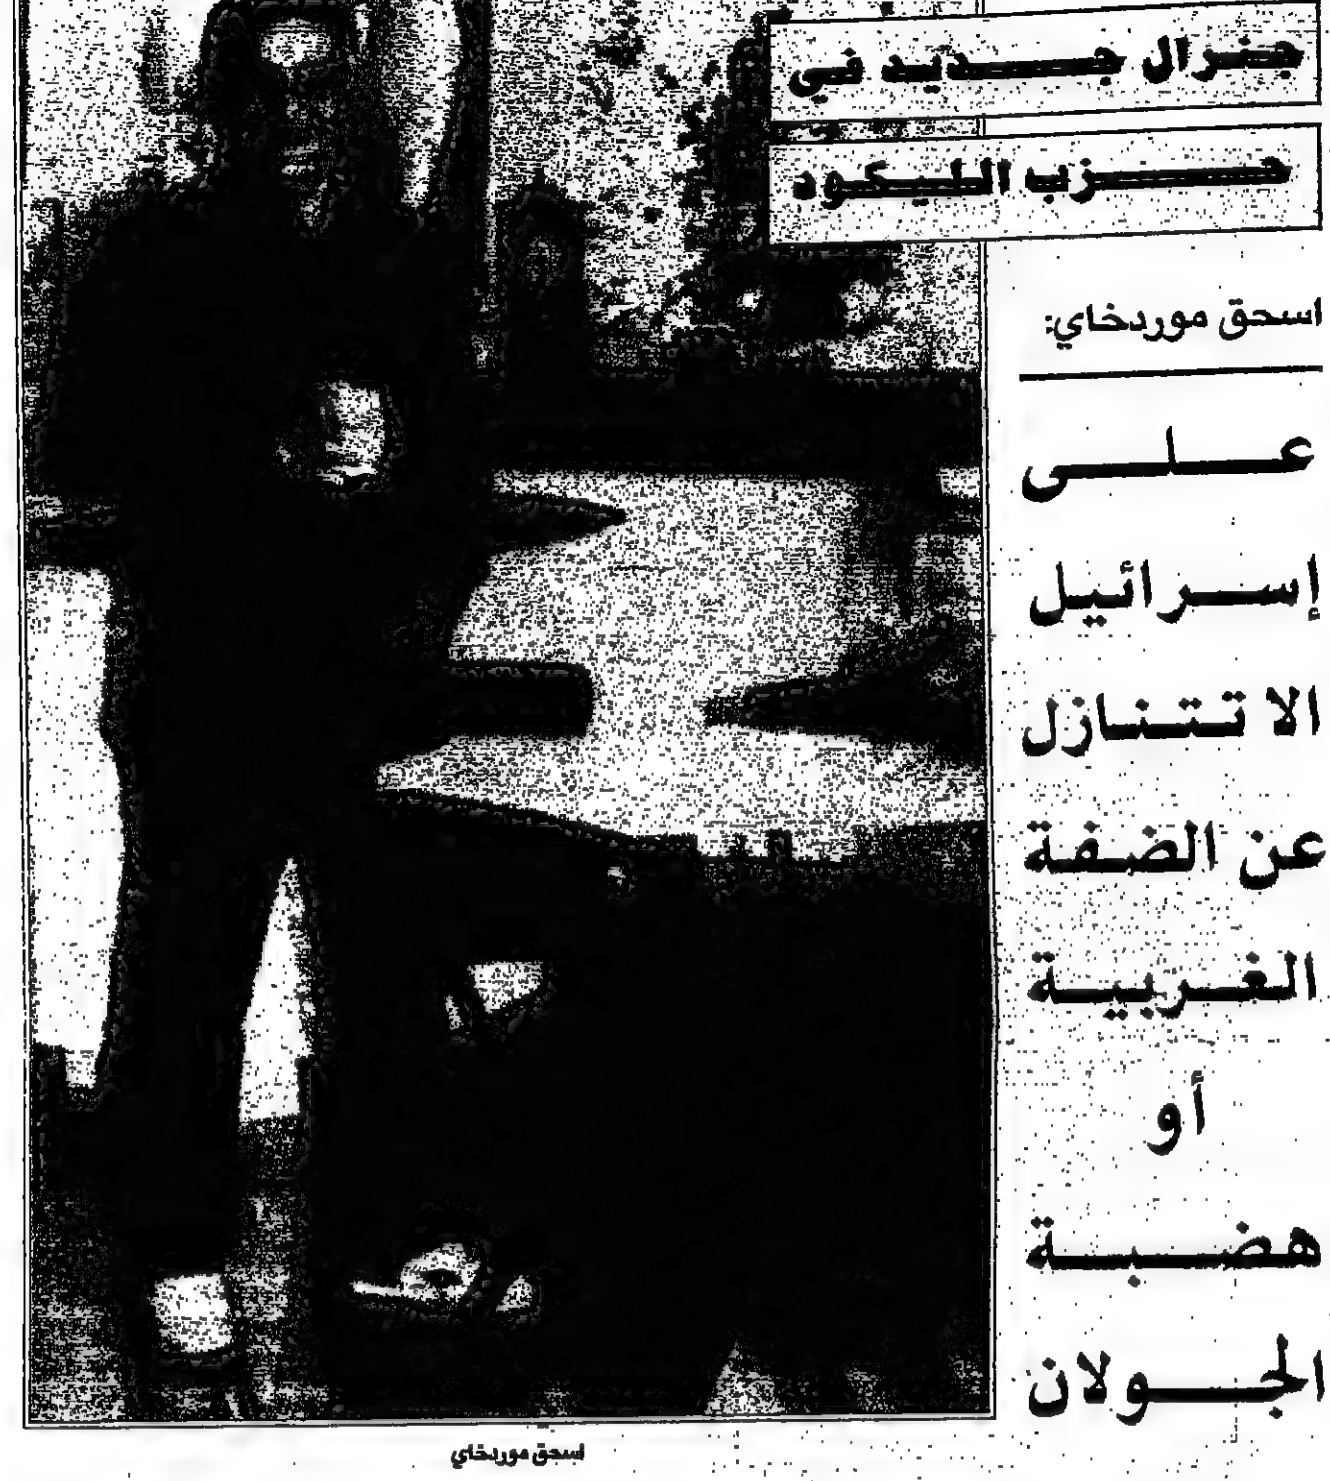 جنرال جديد في
حزب الليكود
اسحق موردخاي:
على
إسرائيل
الا تتنازل
عن الضفة
الغربية
أو
هضبة
الجولان
اسحق موردخاي